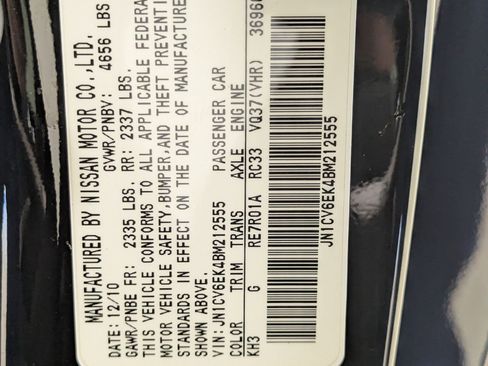 MANUFACTURED BY NISSAN MOTOR CO.,LTD.
DATE: 12/10 GVWR/PNBV: 4656 LBS
GAWR/PNBE FR: 2335 LBS. RR: 2337 LBS.
THIS VEHICLE CONFORMS TO ALL APPLICABLE FEDERAL
MOTOR VEHICLE SAFETY,BUMPER,AND THEFT PREVENTI
STANDARDS IN EFFECT ON THE DATE OF MANUFACTURE
SHOWN ABOVE.
VIN: JN1CV6EK4BM212555 PASSENGER CAR
COLOR TRIM TRANS AXLE ENGINE
KH3 G RE7R01A RC33 VQ37(VHR) 3696
JN1CV6EK4BM212555